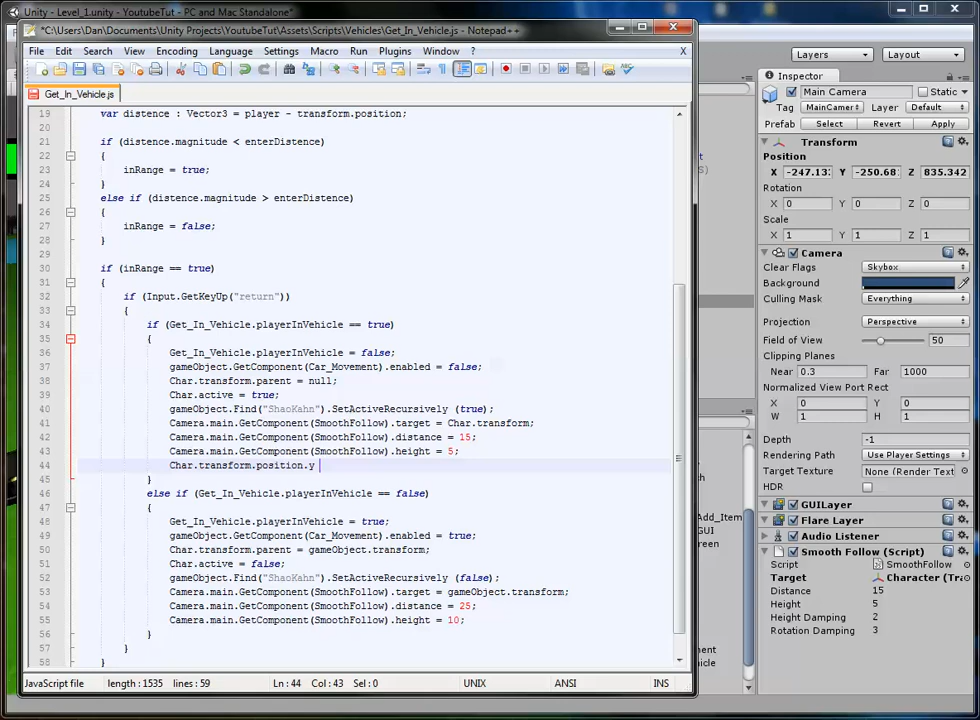 Unity - Level_1.unity - YoutubeTut - PC and Mac Standalone*
*C:\Users\Dan\Documents\Unity Projects\YoutubeTut\Assets\Scripts\Vehicles\Get_In_Vehicle.js - Notepad++
File Edit Search View Encoding Language Settings Macro Run Plugins Window ? X
Get_In_Vehicle.js
19 var distance : Vector3 = player - transform.position;
20
21 if (distance.magnitude < enterDistance)
22 {
23 inRange = true;
24 }
25 else if (distance.magnitude > enterDistance)
26 {
27 inRange = false;
28 }
29
30 if (inRange == true)
31 {
32 if (Input.GetKeyUp("return"))
33 {
34 if (Get_In_Vehicle.playerInVehicle == true)
35 {
36 Get_In_Vehicle.playerInVehicle = false;
37 gameObject.GetComponent(Car_Movement).enabled = false;
38 Char.transform.parent = null;
39 Char.active = true;
40 gameObject.Find("ShaoKahn").SetActiveRecursively (true);
41 Camera.main.GetComponent(SmoothFollow).target = Char.transform;
42 Camera.main.GetComponent(SmoothFollow).distance = 15;
43 Camera.main.GetComponent(SmoothFollow).height = 5;
44 Char.transform.position.y
45 }
46 else if (Get_In_Vehicle.playerInVehicle == false)
47 {
48 Get_In_Vehicle.playerInVehicle = true;
49 gameObject.GetComponent(Car_Movement).enabled = true;
50 Char.transform.parent = gameObject.transform;
51 Char.active = false;
52 gameObject.Find("ShaoKahn").SetActiveRecursively (false);
53 Camera.main.GetComponent(SmoothFollow).target = gameObject.transform;
54 Camera.main.GetComponent(SmoothFollow).distance = 25;
55 Camera.main.GetComponent(SmoothFollow).height = 10;
56 }
57 }
58 }
JavaScript file length : 1535 lines : 59 Ln : 44 Col : 43 Sel : 0 UNIX ANSI INS
Layers Layout
Inspector
Main Camera Static
Tag MainCamer Layer Default
Prefab Select Revert Apply
Transform
Position
X -247.13 Y -250.68 Z 835.342
Rotation
X 0 Y 0 Z 0
Scale
X 1 Y 1 Z 1
Camera
Clear Flags Skybox
Background
Culling Mask Everything
Projection Perspective
Field of View 50
Clipping Planes
Near 0.3 Far 1000
Normalized View Port Rect
X 0 Y 0
W 1 H 1
Depth -1
Rendering Path Use Player Settings
Target Texture None (Render Text
HDR
GUILayer
Flare Layer
Audio Listener
Smooth Follow (Script)
Script SmoothFollow
Target Character (Tra
Distance 15
Height 5
Height Damping 2
Rotation Damping 3
Add_Item
GUI